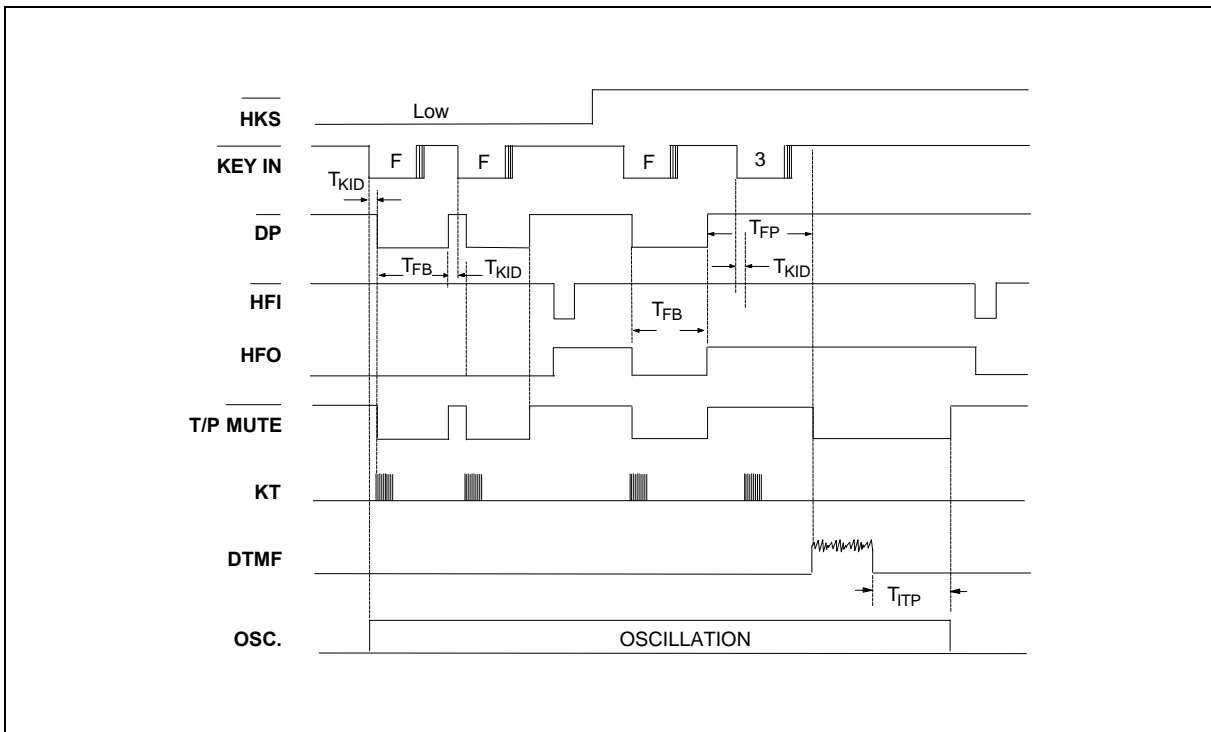 HKS
Low
KEY IN
F
F
F
3
TKID
DP
TFP
TFB
TKID
TKID
HFI
TFB
HFO
T/P MUTE
KT
DTMF
TITP
OSC.
OSCILLATION